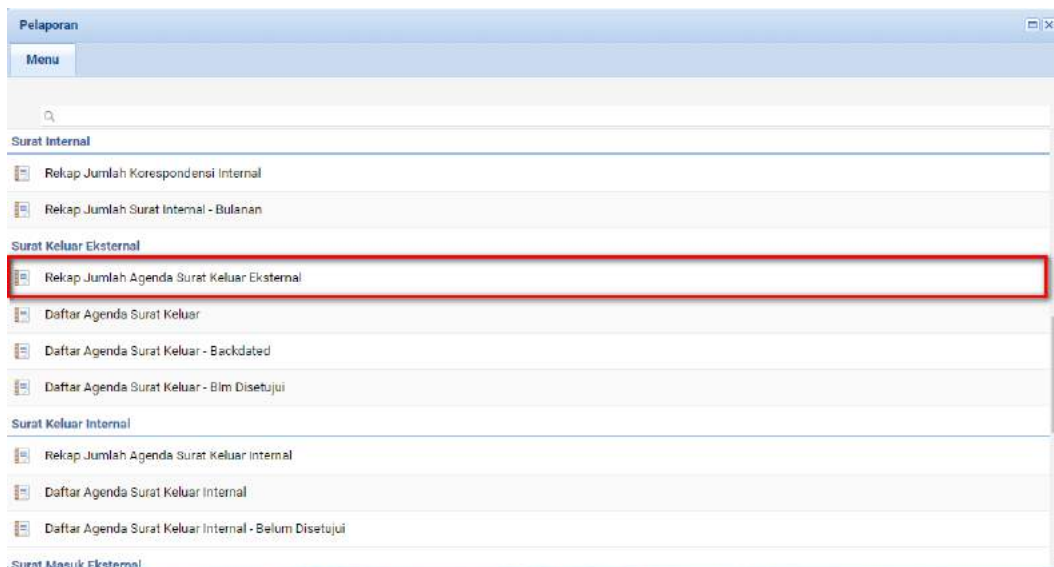 Pelaporan
Menu
Surat Internal
Rekap Jumlah Korespondensi Internal
Rekap Jumlah Surat Internal - Bulanan
Surat Keluar Eksternal
Rekap Jumlah Agenda Surat Keluar Eksternal
Daftar Agenda Surat Keluar
Daftar Agenda Surat Keluar - Backdated
Daftar Agenda Surat Keluar - Blm Disetujui
Surat Keluar Internal
Rekap Jumlah Agenda Surat Keluar Internal
Daftar Agenda Surat Keluar Internal
Daftar Agenda Surat Keluar Internal - Belum Disetujui
Surat Masuk Eksternal